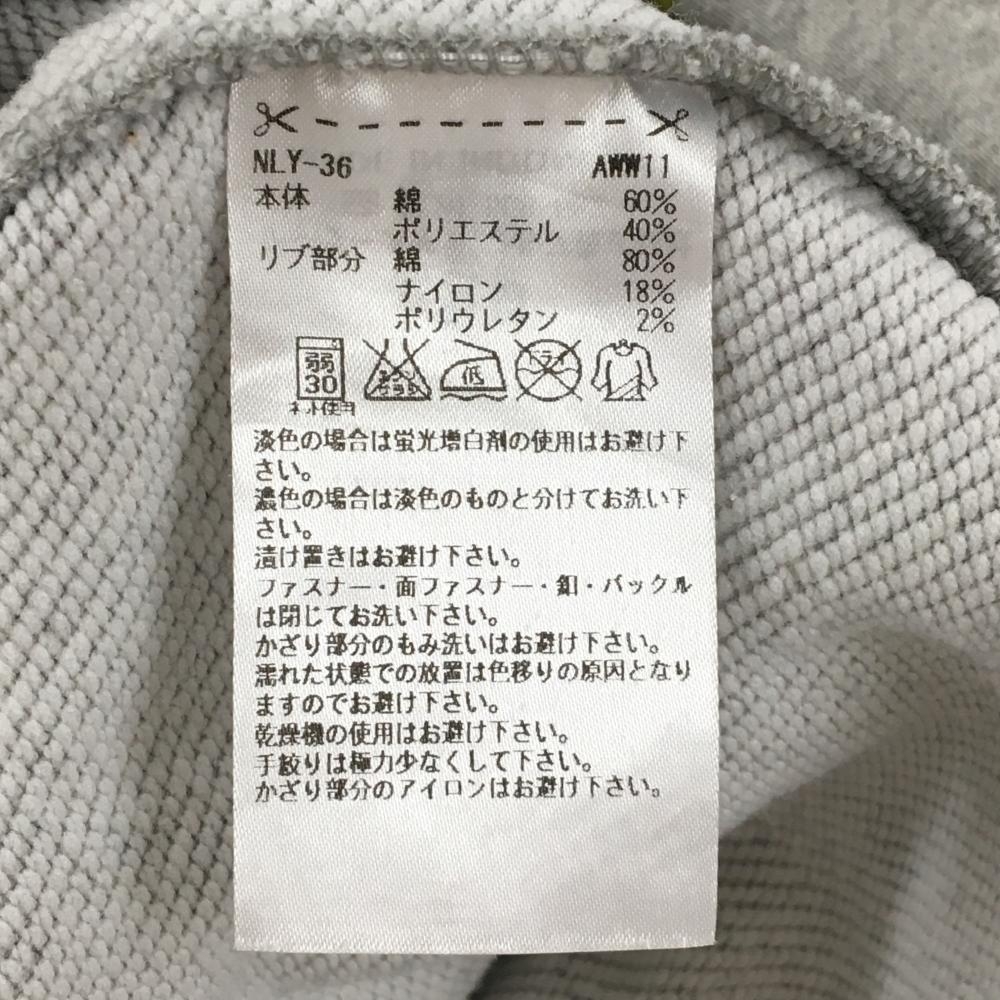 NLY-36 AWW11
本体 綿 60%
ポリエステル 40%
リブ部分 綿 80%
ナイロン 18%
ポリウレタン 2%
弱 30 エンソサラシ 低 ドライ
ネット使用
淡色の場合は蛍光増白剤の使用はお避け下
さい。
濃色の場合は淡色のものと分けてお洗い下
さい。
漬け置きはお避け下さい。
ファスナー・面ファスナー・釦・バックル
は閉じてお洗い下さい。
かざり部分のもみ洗いはお避け下さい。
濡れた状態での放置は色移りの原因となり
ますのでお避け下さい。
乾燥機の使用はお避け下さい。
手絞りは極力少なくして下さい。
かざり部分のアイロンはお避け下さい。